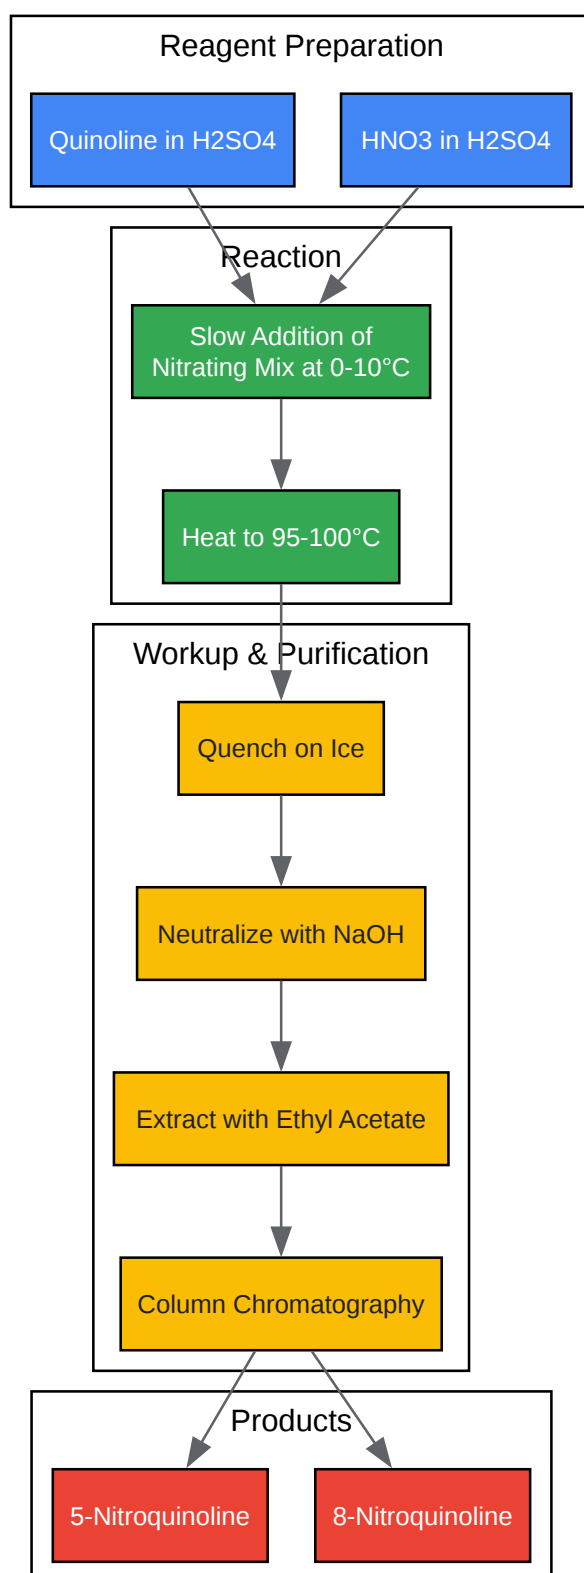 Reagent Preparation
Quinoline in H2SO4
HNO3 in H2SO4
Reaction
Slow Addition of
Nitrating Mix at 0-10°C
Heat to 95-100°C
Workup & Purification
Quench on Ice
Neutralize with NaOH
Extract with Ethyl Acetate
Column Chromatography
Products
5-Nitroquinoline
8-Nitroquinoline